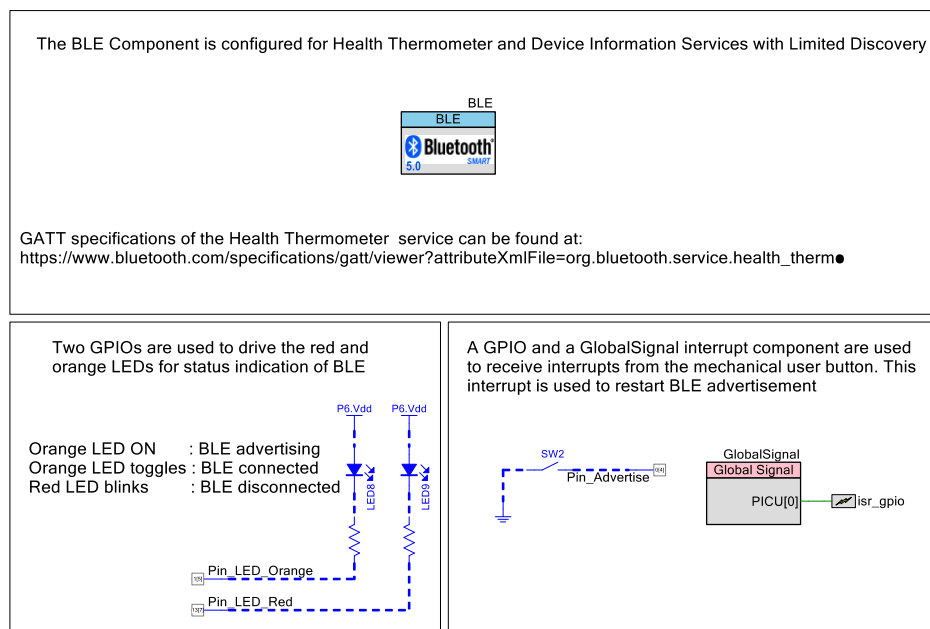 The BLE Component is configured for Health Thermometer and Device Information Services with Limited Discovery
BLE
BLE
Bluetooth
SMART
5.0
GATT specifications of the Health Thermometer service can be found at:
https://www.bluetooth.com/specifications/gatt/viewer?attributeXmlFile=org.bluetooth.service.health_therm
Two GPIOs are used to drive the red and
orange LEDs for status indication of BLE
P6.Vdd P6.Vdd
Orange LED ON : BLE advertising
Orange LED toggles : BLE connected
Red LED blinks : BLE disconnected
LED8 LED9
Pin_LED_Orange
1[5]
Pin_LED_Red
13[7]
A GPIO and a GlobalSignal interrupt component are used
to receive interrupts from the mechanical user button. This
interrupt is used to restart BLE advertisement
SW2
Pin_Advertise
0[4]
GlobalSignal
Global Signal
PICU[0]
isr_gpio